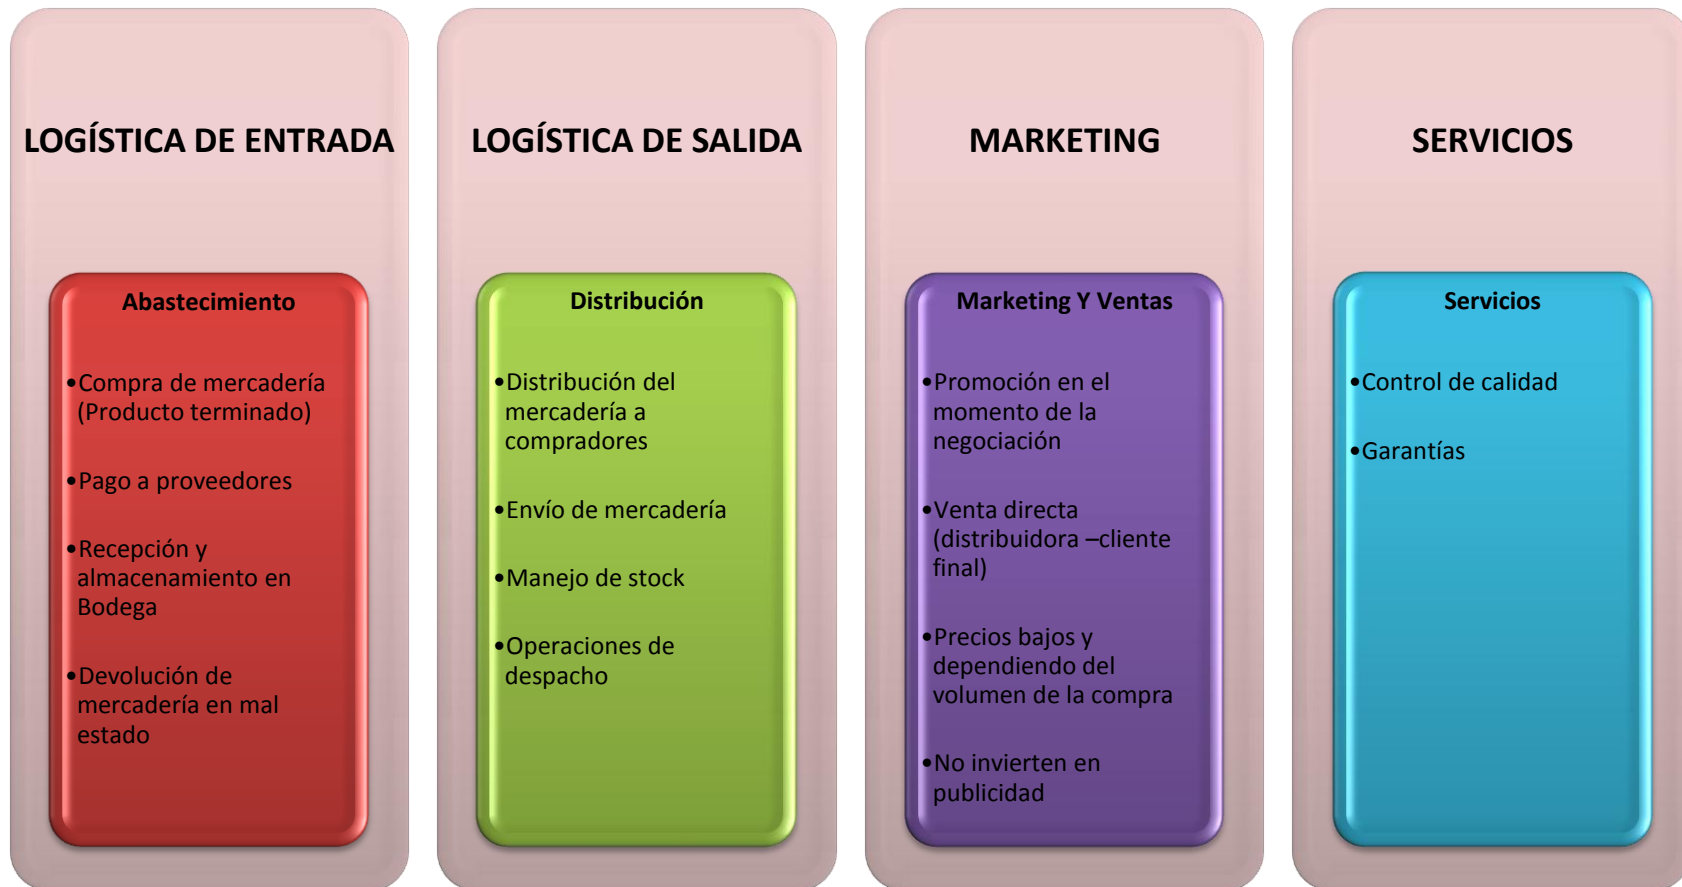 LOGÍSTICA DE ENTRADA
Abastecimiento
•Compra de mercadería
(Producto terminado)
•Pago a proveedores
•Recepción y
almacenamiento en
Bodega
•Devolución de
mercadería en mal
estado
LOGÍSTICA DE SALIDA
Distribución
•Distribución del
mercadería a
compradores
•Envío de mercadería
•Manejo de stock
•Operaciones de
despacho
MARKETING
Marketing Y Ventas
•Promoción en el
momento de la
negociación
•Venta directa
(distribuidora –cliente
final)
•Precios bajos y
dependiendo del
volumen de la compra
•No invierten en
publicidad
SERVICIOS
Servicios
•Control de calidad
•Garantías